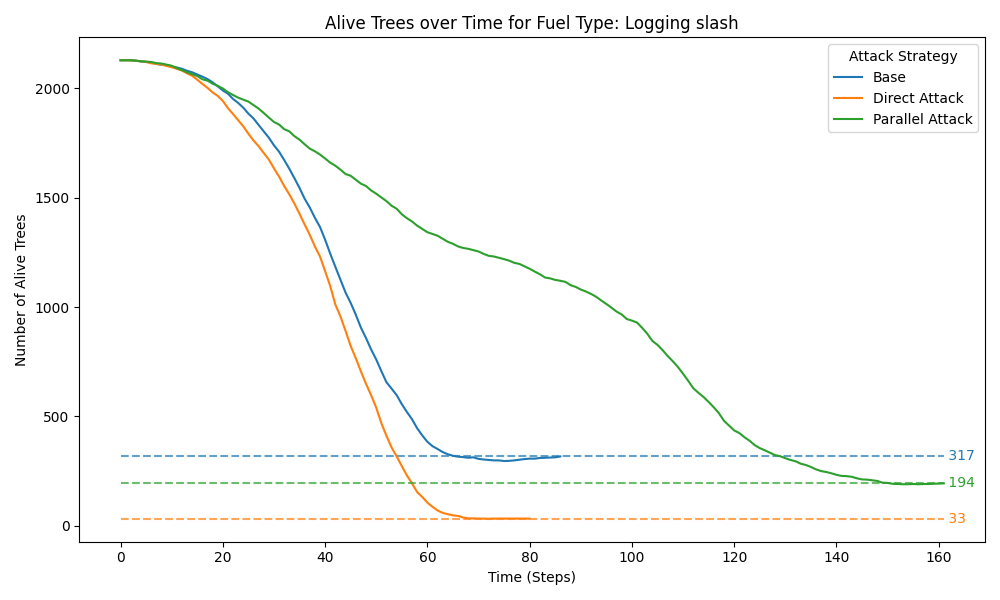 Alive Trees over Time for Fuel Type: Logging slash
Number of Alive Trees
2000
1500
1000
500
0
Attack Strategy
Base
Direct Attack
Parallel Attack
317
194
33
0 20 40 60 80 100 120 140 160
Time (Steps)